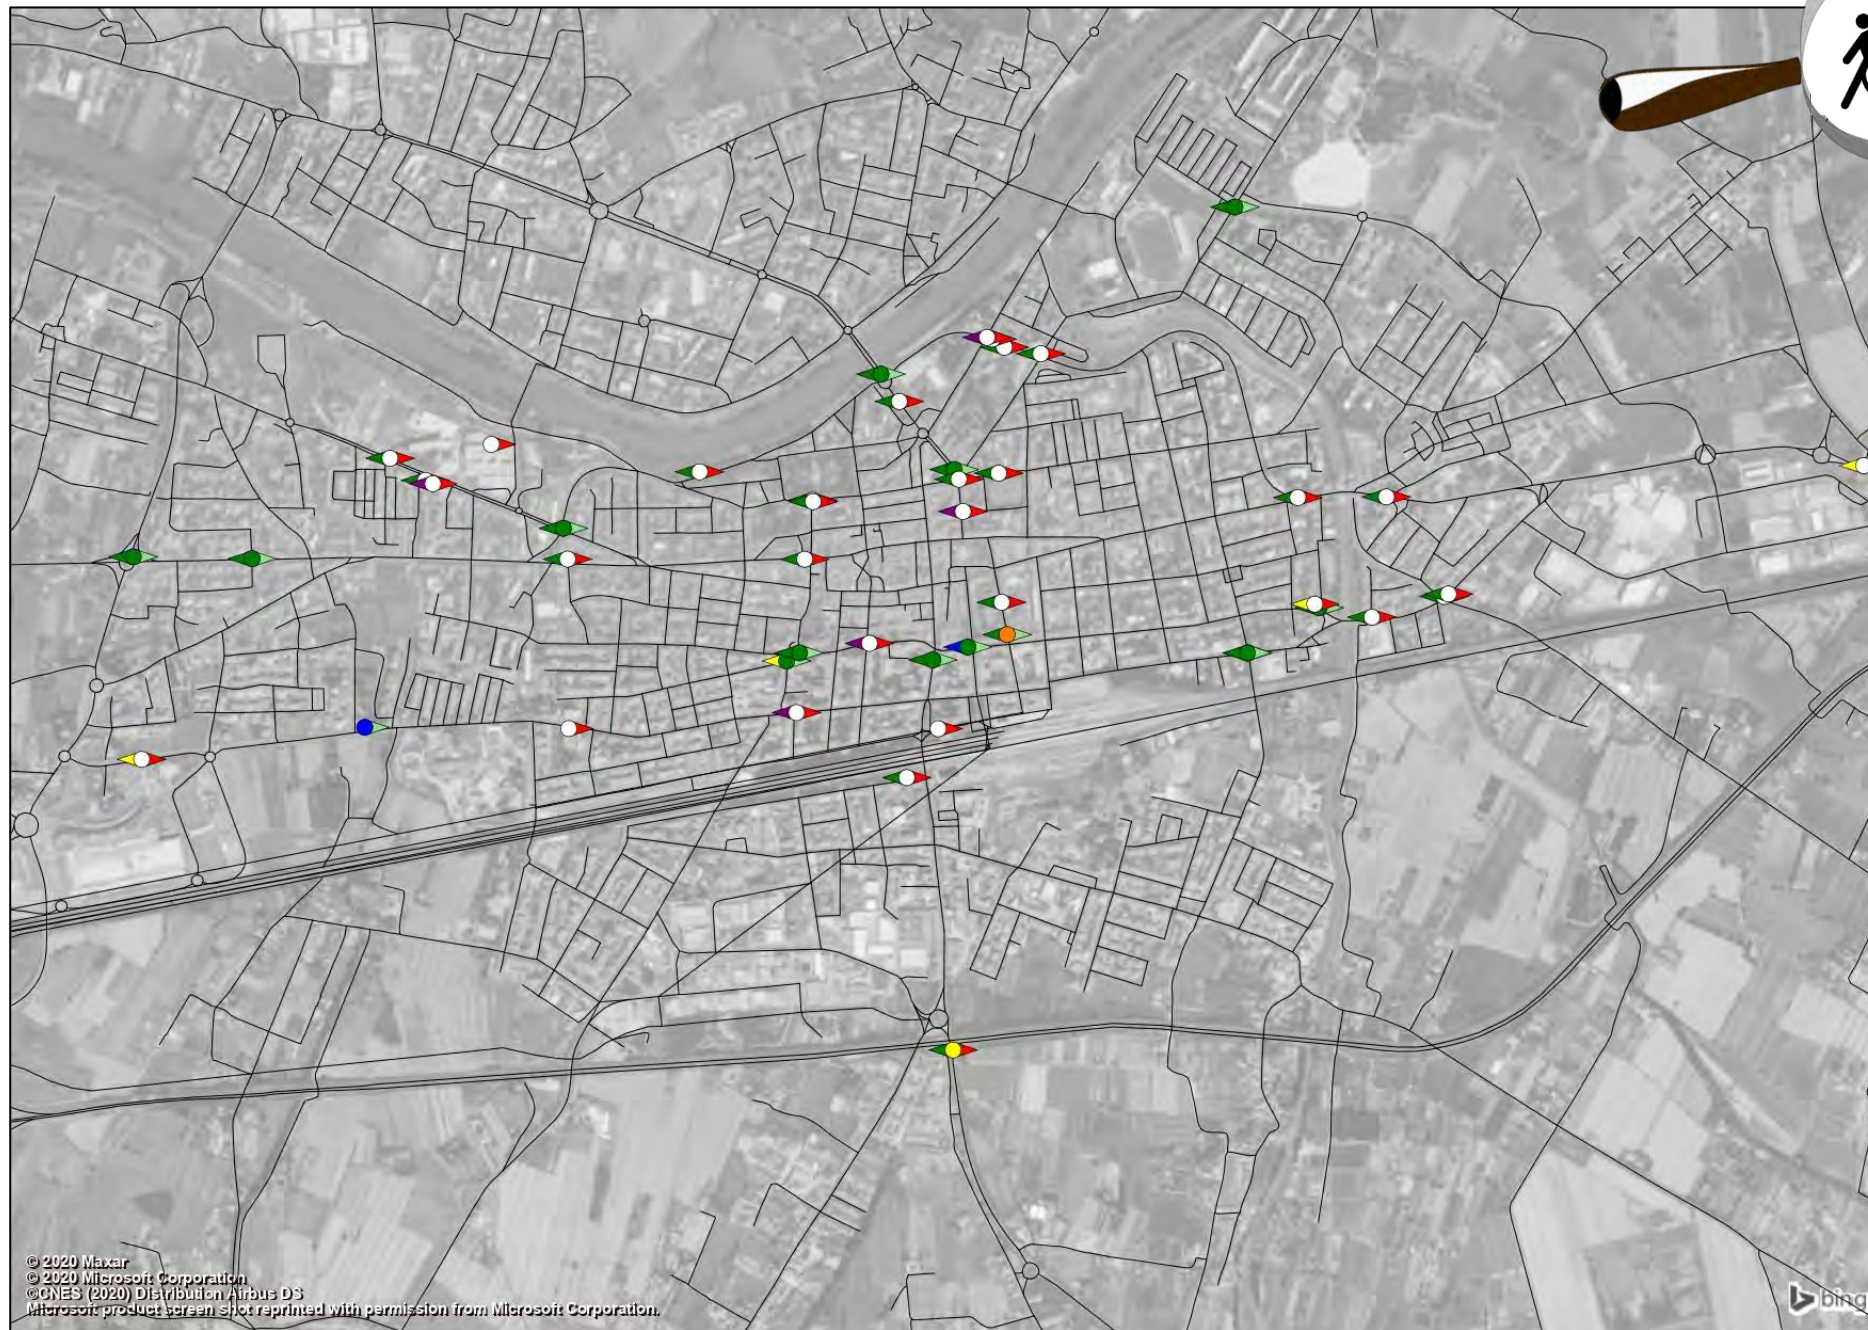 © 2020 Maxar
© 2020 Microsoft Corporation
©CNES (2020) Distribution Airbus DS
Microsoft product screen shot reprinted with permission from Microsoft Corporation.
bing